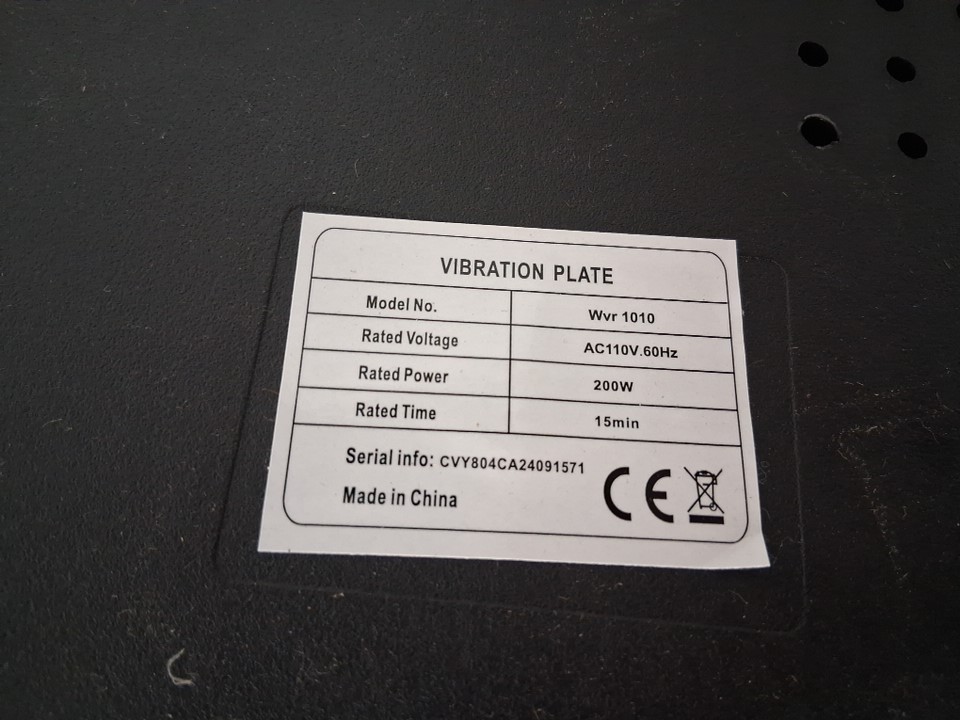 VIBRATION PLATE
Model No. Wvr 1010
Rated Voltage AC110V.60Hz
Rated Power 200W
Rated Time 15min
Serial info: CVY804CA24091571
Made in China
CE